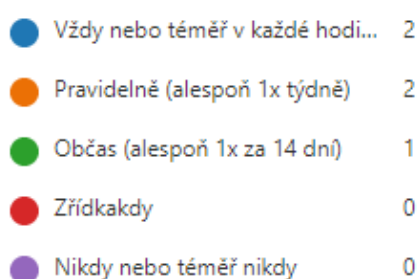 Vždy nebo téměř v každé hodi... 2
Pravidelně (alespoň 1x týdně) 2
Občas (alespoň 1x za 14 dní) 1
Zřídkakdy 0
Nikdy nebo téměř nikdy 0